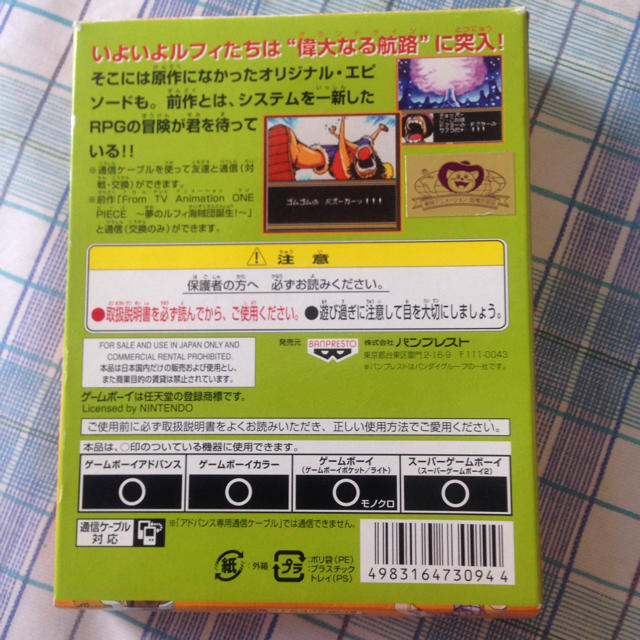 いよいよルフィたちは“偉大なる航路”に突入!
そこには原作になかったオリジナル・エピ
ソードも。前作とは、システムを一新した
RPGの冒険が君を待って
いる!!
※通信ケーブルを使って友達と通信(対
戦・交換)ができます。
※前作「From TV Animation ONE
PIECE ～夢のルフィ海賊団誕生!～」
と通信(交換のみ)ができます。
ゴムゴムの バズーカーッ!!!
注意
保護者の方へ 必ずお読みください。
●取扱説明書を必ず読んでから、ご使用ください。●遊び過ぎに注意して目を大切にしましょう。
FOR SALE AND USE IN JAPAN ONLY AND
COMMERCIAL RENTAL PROHIBITED.
本品は日本国内だけの販売および使用とし、
また商業目的の賃貸は禁止されています。
発売元
BANPRESTO
株式会社バンプレスト
東京都台東区雷門2-16-9 〒111-0043
※バンプレストはバンダイグループの一社です。
ゲームボーイは任天堂の登録商標です。
Licensed by NINTENDO
ご使用前に必ず取扱説明書をよくお読みいただき、正しい使用方法でご愛用ください。
本品は、○印のついている機器に使用できます。
ゲームボーイアドバンス
ゲームボーイカラー
ゲームボーイ
(ゲームボーイポケット/ライト)
スーパーゲームボーイ
(スーパーゲームボーイ2)
モノクロ
通信ケーブル
対応
※「アドバンス専用通信ケーブル」では通信できません。
紙
:外箱
プラ
:ポリ袋(PE)
プラスチック
トレイ(PS)
4983164730944